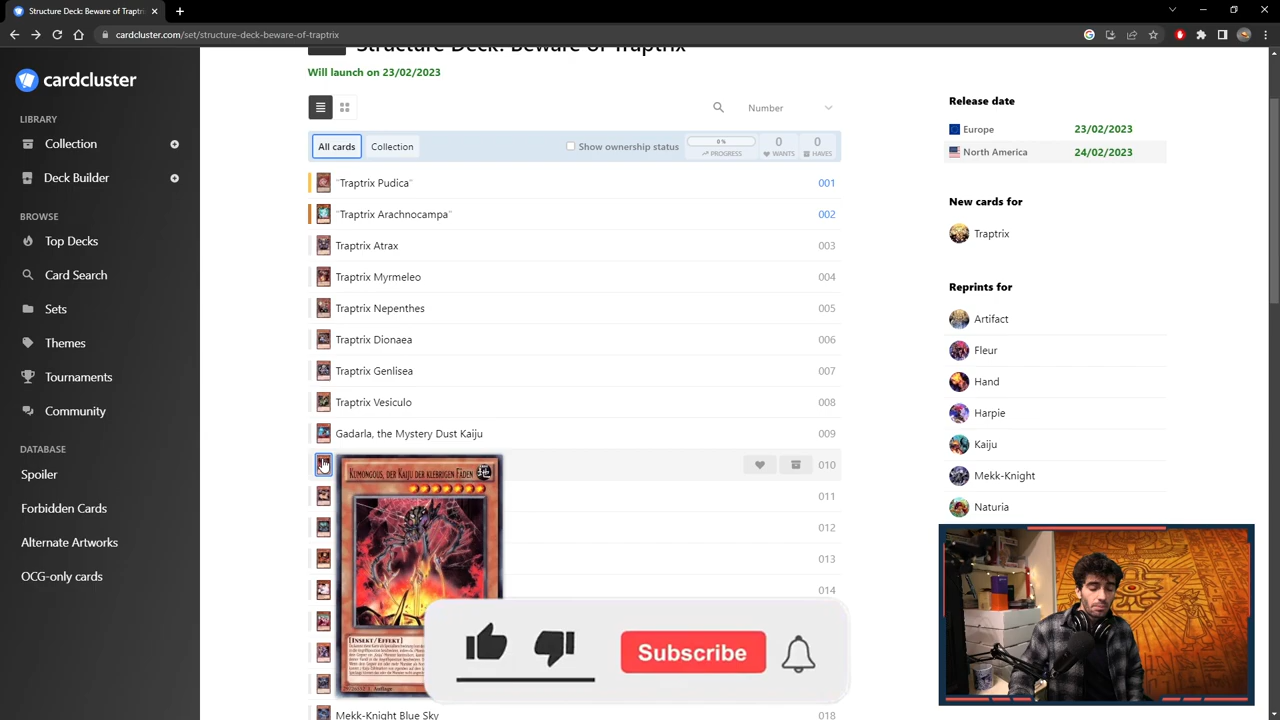 Beware of Traptrix
cardcluster.com/set/structure-deck-beware-of-traptrix
cardcluster
LIBRARY
Collection
Deck Builder
BROWSE
Top Decks
Card Search
Sets
Themes
Tournaments
Community
DATABASE
Spoiler
Forbidden Cards
Alternate Artworks
OCG only cards
Structure Deck: Beware of Traptrix
Will launch on 23/02/2023
Number
All cards
Collection
Show ownership status
0 %
PROGRESS
0
WANTS
0
HAVES
"Traptrix Pudica" 001
"Traptrix Arachnocampa" 002
Traptrix Atrax 003
Traptrix Myrmeleo 004
Traptrix Nepenthes 005
Traptrix Dionaea 006
Traptrix Genlisea 007
Traptrix Vesiculo 008
Gadarla, the Mystery Dust Kaiju 009
010
011
012
013
014
Mekk-Knight Blue Sky 018
KUMONGOUS, DER KAIJU DER KLEBRIGEN FÄDEN
[INSEKT/EFFEKT]
Subscribe
Release date
Europe 23/02/2023
North America 24/02/2023
New cards for
Traptrix
Reprints for
Artifact
Fleur
Hand
Harpie
Kaiju
Mekk-Knight
Naturia